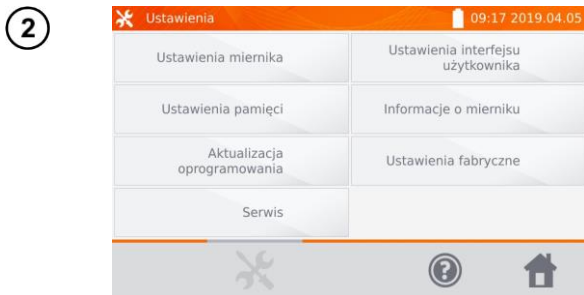 2
Ustawienia
09:17 2019.04.05
Ustawienia miernika
Ustawienia interfejsu
użytkownika
Ustawienia pamięci
Informacje o mierniku
Aktualizacja
oprogramowania
Ustawienia fabryczne
Serwis
?